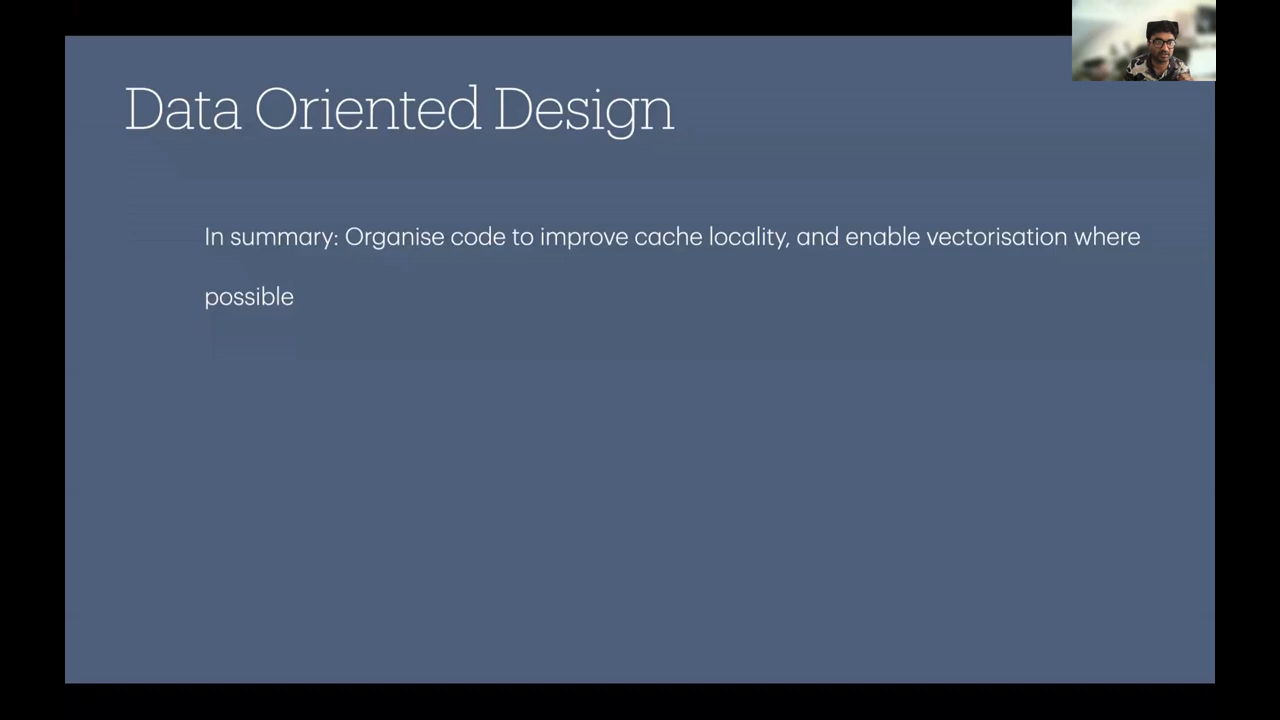 Data Oriented Design
In summary: Organise code to improve cache locality, and enable vectorisation where
possible